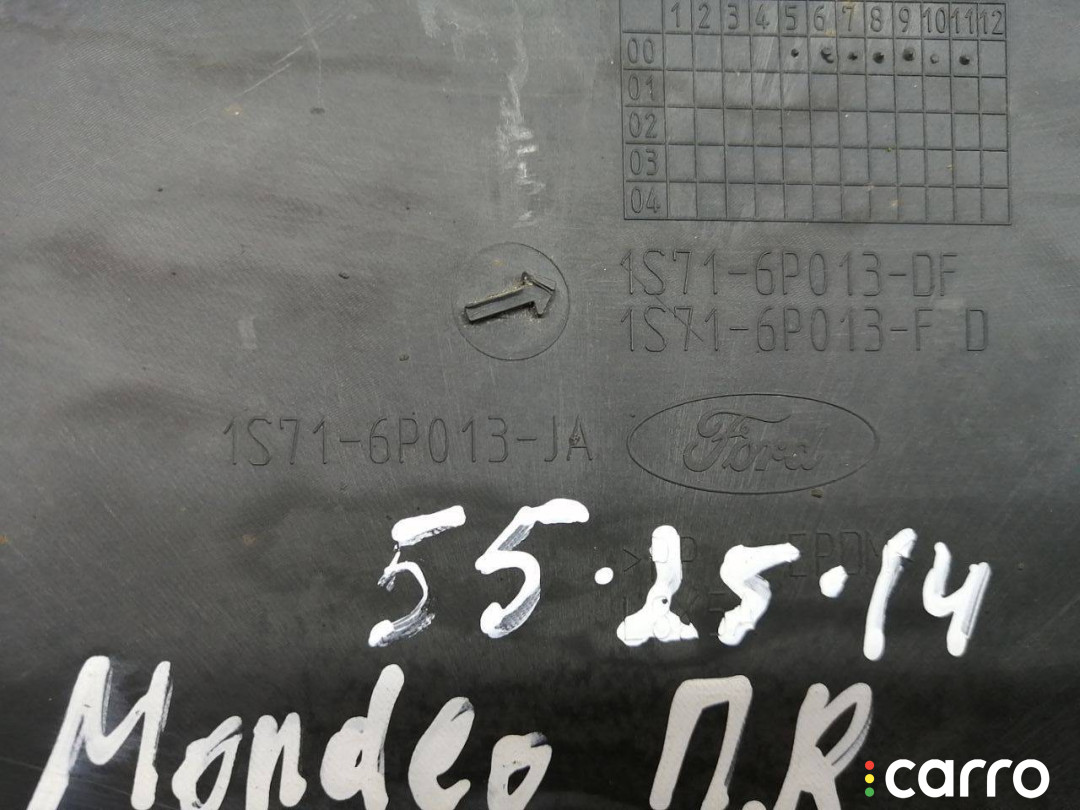 1 2 3 4 5 6 7 8 9 10 11 12
00
01
02
03
04
1S71-6P013-DF
1S71-6P013-F D
1S71-6P013-JA
Ford
55.25.14
Mondeo П.R
carro